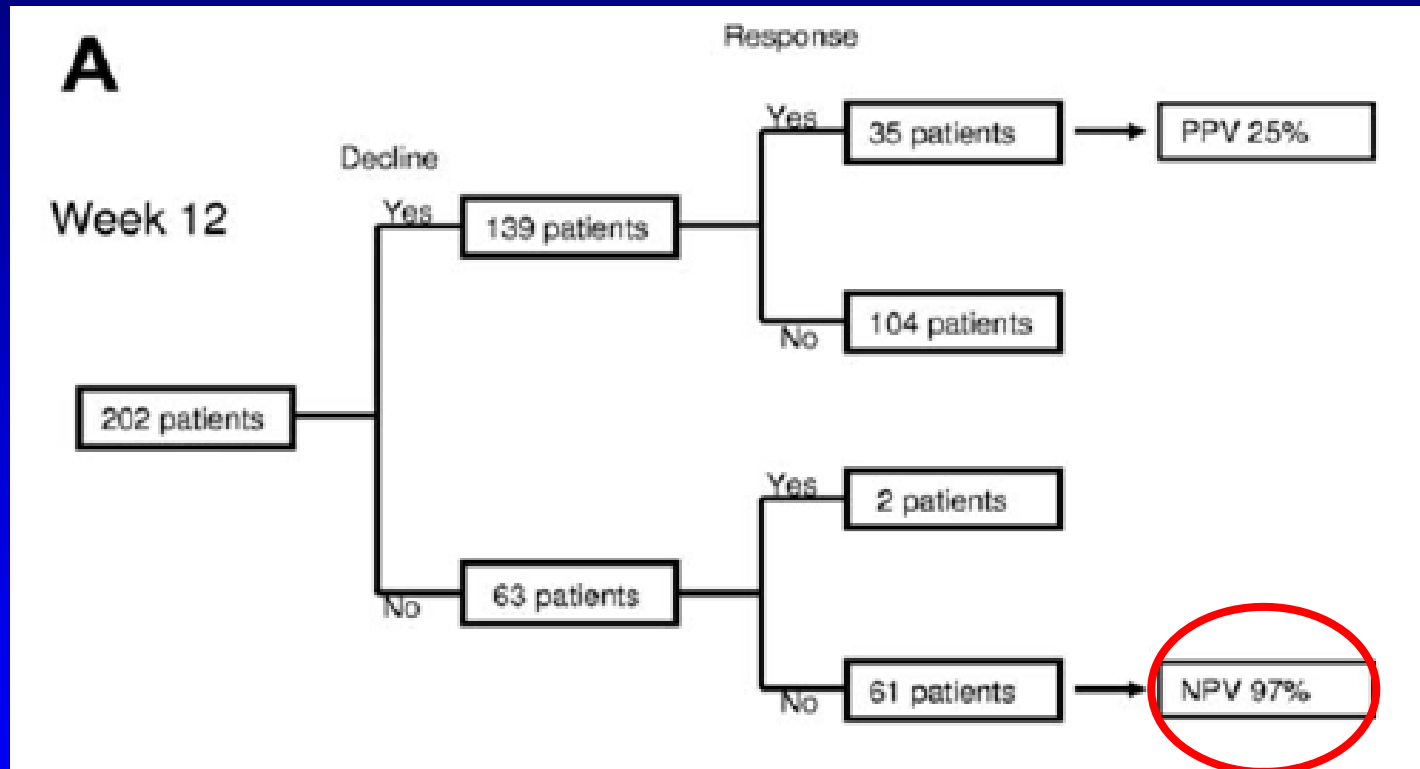 A
Response
Yes
35 patients
PPV 25%
Decline
Week 12
Yes
139 patients
104 patients
No
202 patients
Yes
2 patients
63 patients
No
61 patients
NPV 97%
No